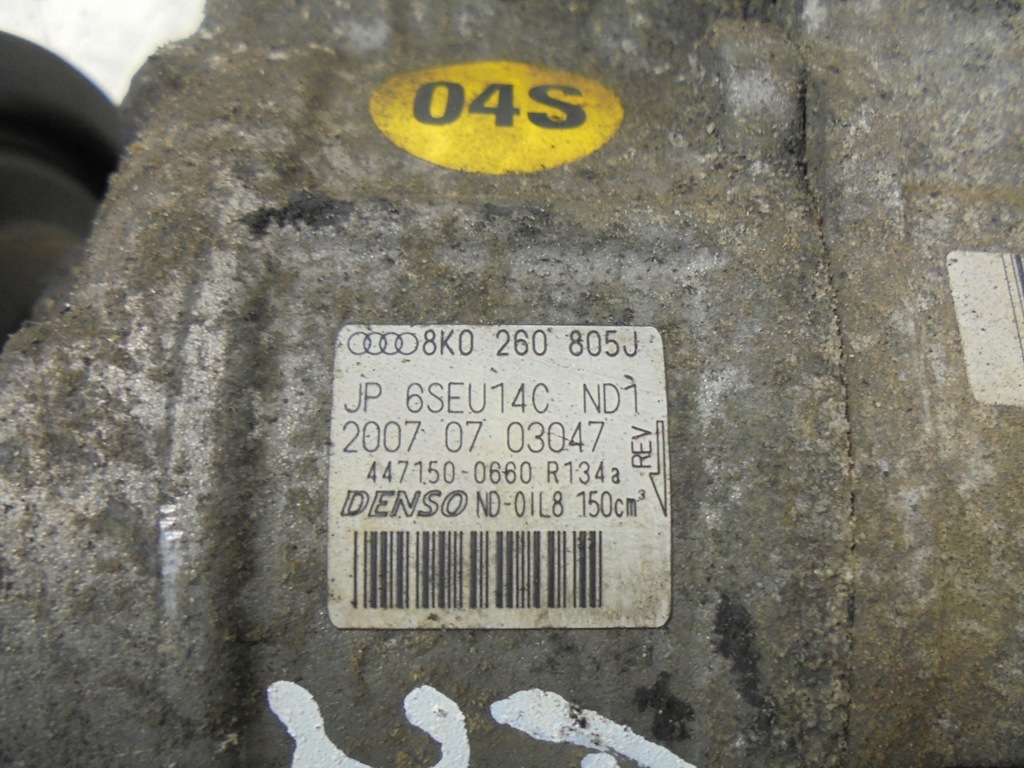 04S
8K0 260 805J
JP 6SEU14C ND1
2007 07 03047
REV
447150-0660 R134a
DENSO ND-OIL8 150cm³